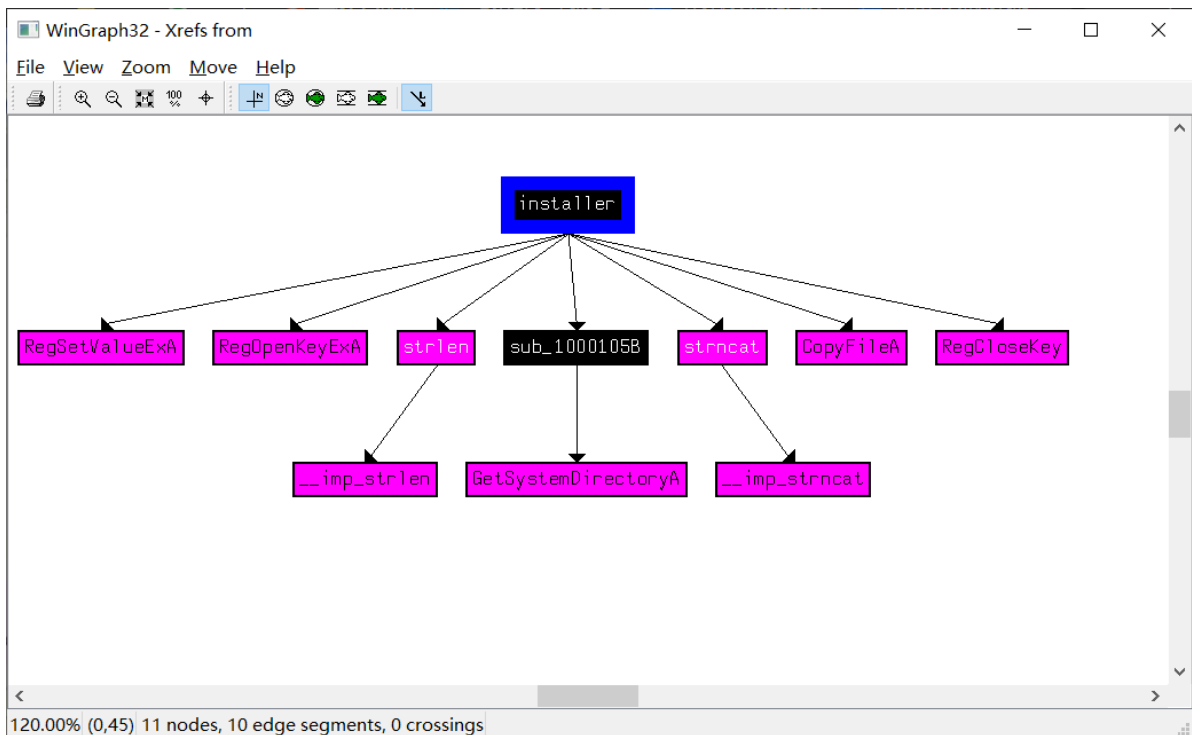 WinGraph32 - Xrefs from
File View Zoom Move Help
100 %
N
installer
RegSetValueExA RegOpenKeyExA strlen sub_1000105B strncat CopyFileA RegCloseKey
__imp_strlen GetSystemDirectoryA __imp_strncat
120.00% (0,45) 11 nodes, 10 edge segments, 0 crossings